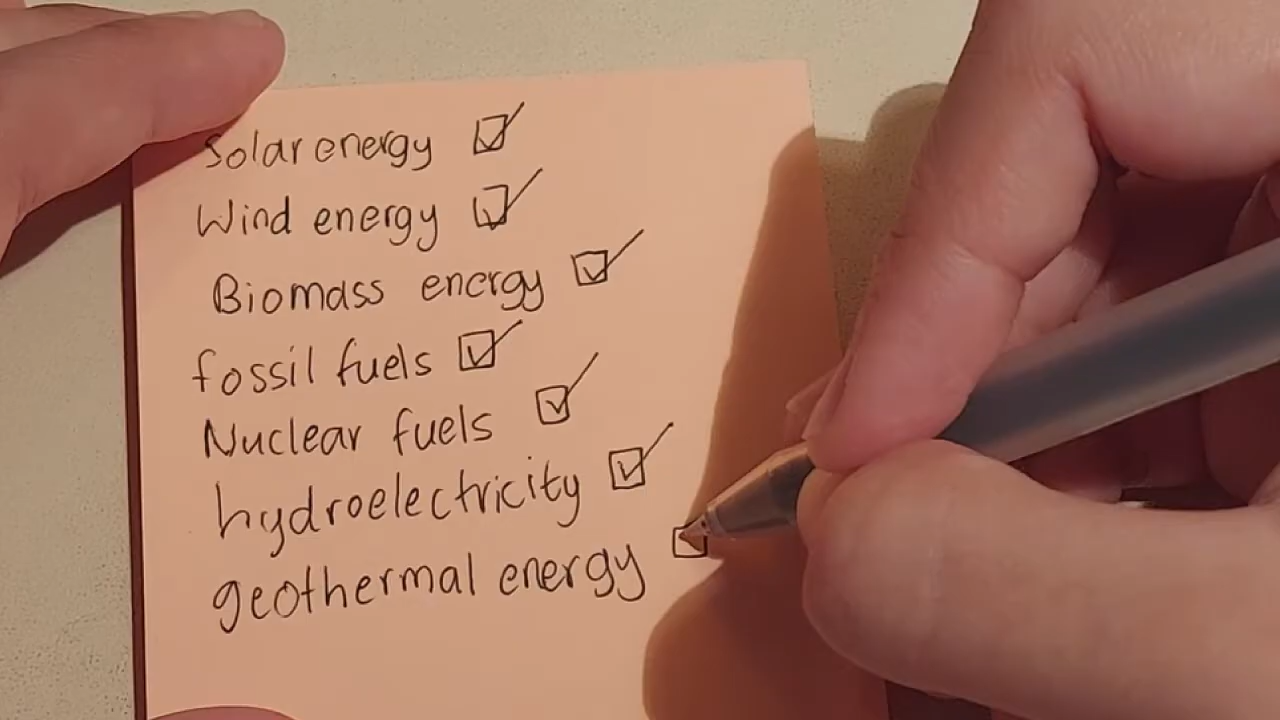 Solar energy ☑
Wind energy ☑
Biomass energy ☑
fossil fuels ☑
Nuclear fuels ☑
hydroelectricity ☑
geothermal energy ☐